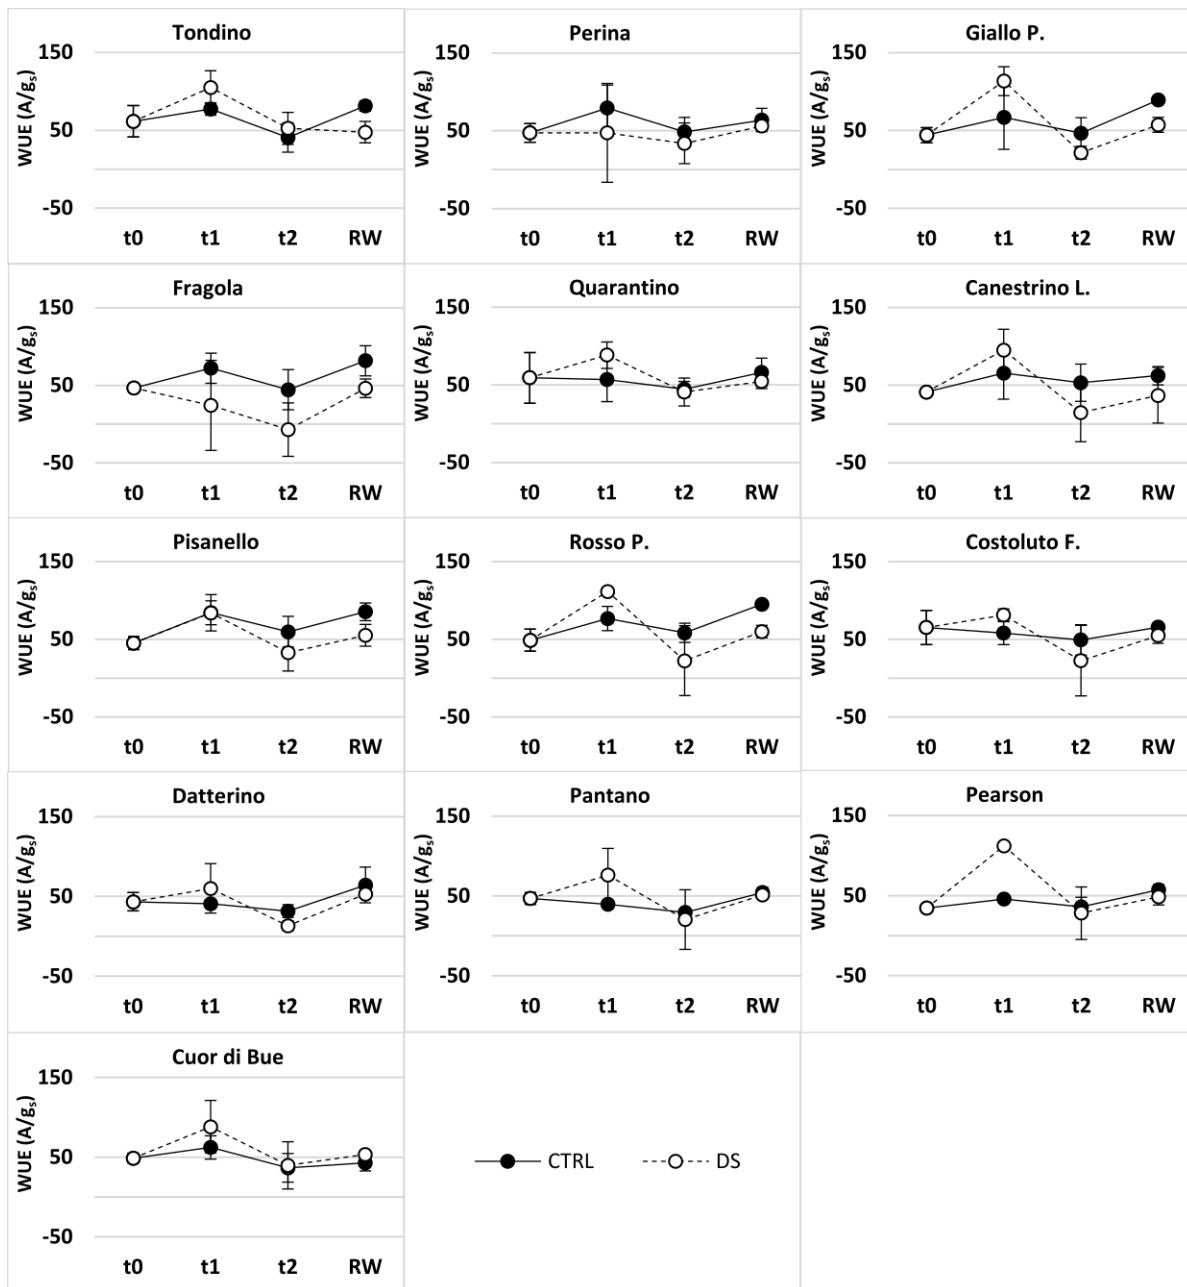 Tondino
WUE (A/gs)
150
50
-50
t0 t1 t2 RW
Perina
WUE (A/gs)
150
50
-50
t0 t1 t2 RW
Giallo P.
WUE (A/gs)
150
50
-50
t0 t1 t2 RW
Fragola
WUE (A/gs)
150
50
-50
t0 t1 t2 RW
Quarantino
WUE (A/gs)
150
50
-50
t0 t1 t2 RW
Canestrino L.
WUE (A/gs)
150
50
-50
t0 t1 t2 RW
Pisanello
WUE (A/gs)
150
50
-50
t0 t1 t2 RW
Rosso P.
WUE (A/gs)
150
50
-50
t0 t1 t2 RW
Costoluto F.
WUE (A/gs)
150
50
-50
t0 t1 t2 RW
Datterino
WUE (A/gs)
150
50
-50
t0 t1 t2 RW
Pantano
WUE (A/gs)
150
50
-50
t0 t1 t2 RW
Pearson
WUE (A/gs)
150
50
-50
t0 t1 t2 RW
Cuor di Bue
WUE (A/gs)
150
50
-50
t0 t1 t2 RW
CTRL DS